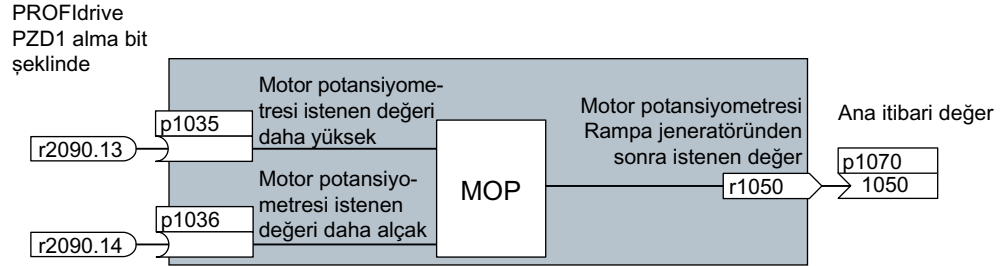 PROFIdrive
PZD1 alma bit
şeklinde
p1035
r2090.13
Motor potansiyome-
tresi istenen değeri
daha yüksek
p1036
r2090.14
Motor potansiyo-
metresi istenen
değeri daha alçak
MOP
Motor potansiyometresi
Rampa jeneratöründen
sonra istenen değer
r1050
Ana itibari değer
p1070
1050